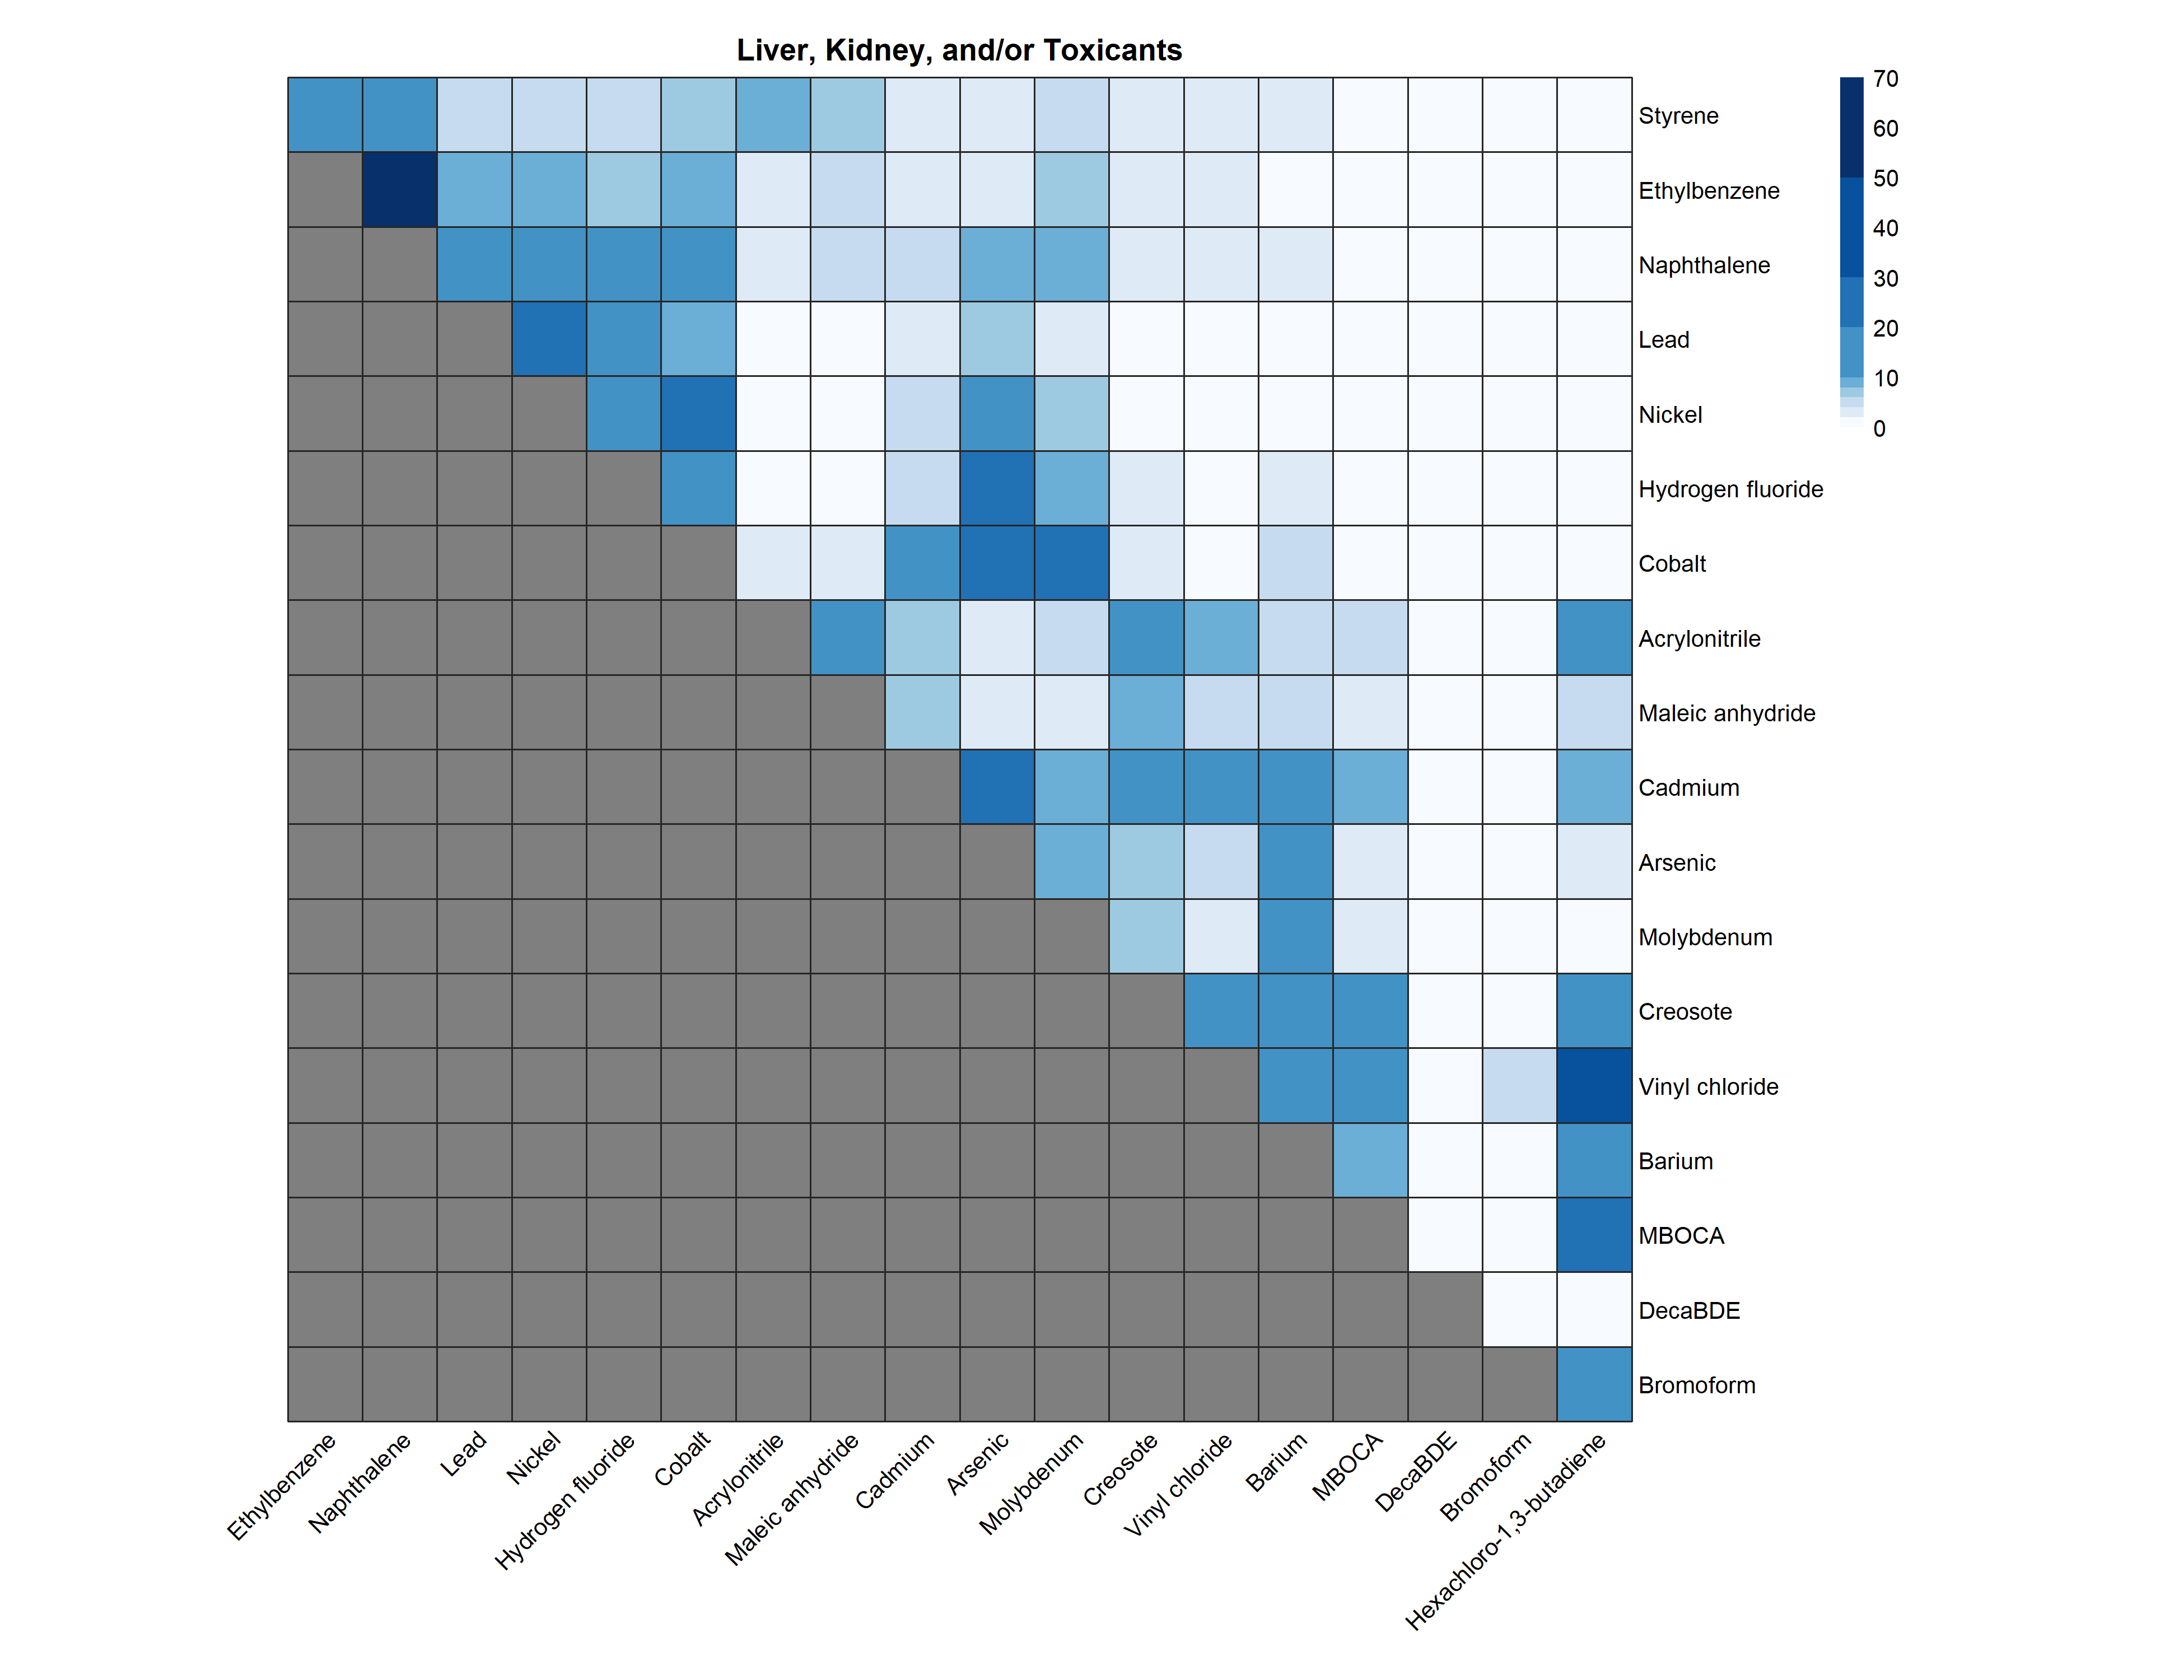 Liver, Kidney, and/or Toxicants
Styrene
Ethylbenzene
Naphthalene
Lead
Nickel
Hydrogen fluoride
Cobalt
Acrylonitrile
Maleic anhydride
Cadmium
Arsenic
Molybdenum
Creosote
Vinyl chloride
Barium
MBOCA
DecaBDE
Bromoform
70
60
50
40
30
20
10
0
Ethylbenzene
Naphthalene
Lead
Nickel
Hydrogen fluoride
Cobalt
Acrylonitrile
Maleic anhydride
Cadmium
Arsenic
Molybdenum
Creosote
Vinyl chloride
Barium
MBOCA
DecaBDE
Bromoform
Hexachloro-1,3-butadiene